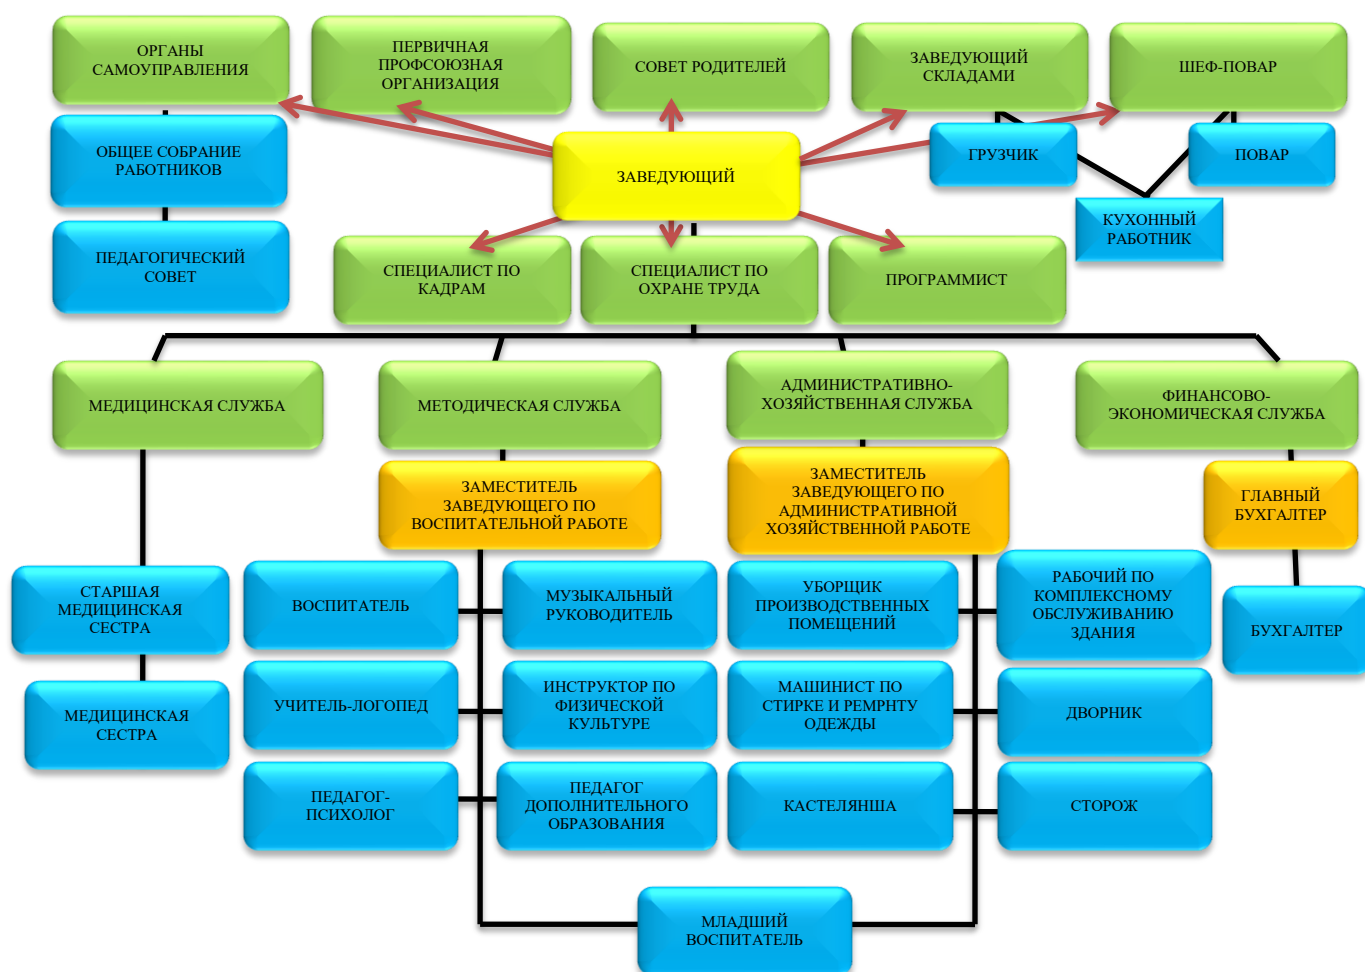 ОРГАНЫ
САМОУПРАВЛЕНИЯ
ПЕРВИЧНАЯ
ПРОФСОЮЗНАЯ
ОРГАНИЗАЦИЯ
СОВЕТ РОДИТЕЛЕЙ
ЗАВЕДУЮЩИЙ
СКЛАДАМИ
ШЕФ-ПОВАР
ОБЩЕЕ СОБРАНИЕ
РАБОТНИКОВ
ЗАВЕДУЮЩИЙ
ГРУЗЧИК
ПОВАР
КУХОННЫЙ
РАБОТНИК
ПЕДАГОГИЧЕСКИЙ
СОВЕТ
СПЕЦИАЛИСТ ПО
КАДРАМ
СПЕЦИАЛИСТ ПО
ОХРАНЕ ТРУДА
ПРОГРАММИСТ
МЕДИЦИНСКАЯ СЛУЖБА
МЕТОДИЧЕСКАЯ СЛУЖБА
АДМИНИСТРАТИВНО-
ХОЗЯЙСТВЕННАЯ СЛУЖБА
ФИНАНСОВО-
ЭКОНОМИЧЕСКАЯ СЛУЖБА
ЗАМЕСТИТЕЛЬ
ЗАВЕДУЮЩЕГО ПО
ВОСПИТАТЕЛЬНОЙ РАБОТЕ
ЗАМЕСТИТЕЛЬ
ЗАВЕДУЮЩЕГО ПО
АДМИНИСТРАТИВНОЙ
ХОЗЯЙСТВЕННОЙ РАБОТЕ
ГЛАВНЫЙ
БУХГАЛТЕР
СТАРШАЯ
МЕДИЦИНСКАЯ
СЕСТРА
ВОСПИТАТЕЛЬ
МУЗЫКАЛЬНЫЙ
РУКОВОДИТЕЛЬ
УБОРЩИК
ПРОИЗВОДСТВЕННЫХ
ПОМЕЩЕНИЙ
РАБОЧИЙ ПО
КОМПЛЕКСНОМУ
ОБСЛУЖИВАНИЮ
ЗДАНИЯ
БУХГАЛТЕР
МЕДИЦИНСКАЯ
СЕСТРА
УЧИТЕЛЬ-ЛОГОПЕД
ИНСТРУКТОР ПО
ФИЗИЧЕСКОЙ
КУЛЬТУРЕ
МАШИНИСТ ПО
СТИРКЕ И РЕМРНТУ
ОДЕЖДЫ
ДВОРНИК
ПЕДАГОГ-
ПСИХОЛОГ
ПЕДАГОГ
ДОПОЛНИТЕЛЬНОГО
ОБРАЗОВАНИЯ
КАСТЕЛЯНША
СТОРОЖ
МЛАДШИЙ
ВОСПИТАТЕЛЬ